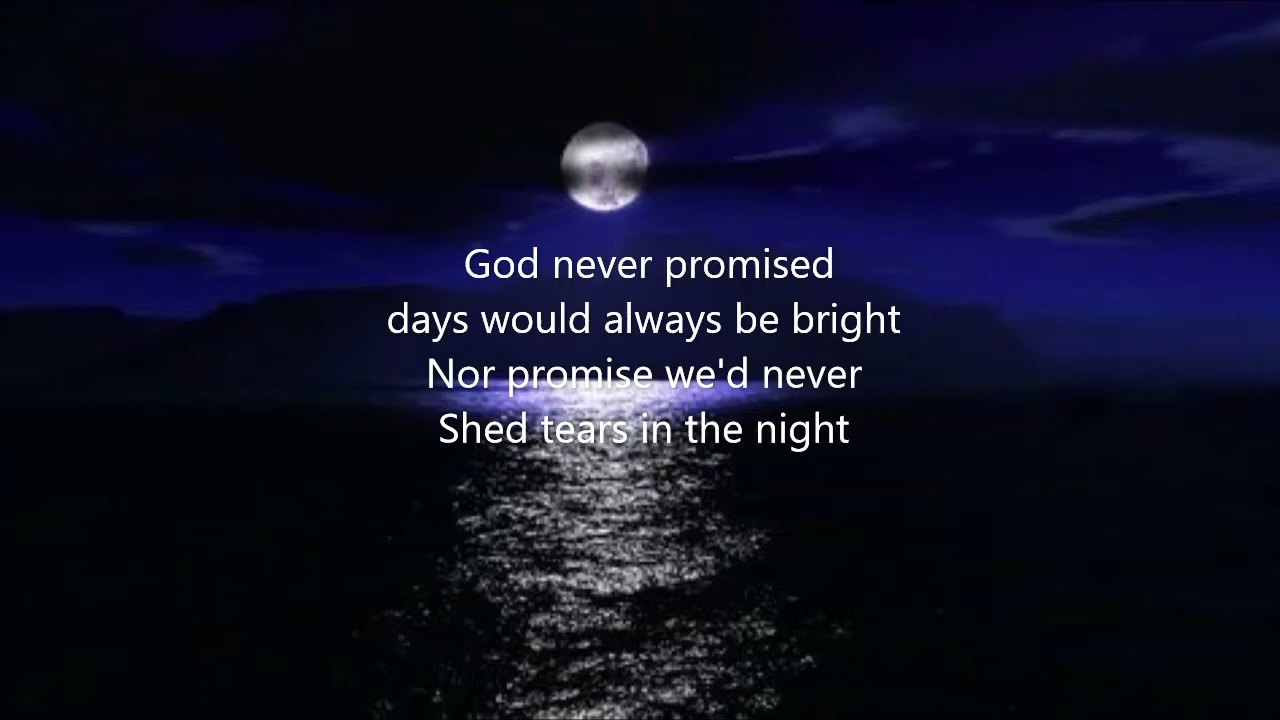 God never promised
days would always be bright
Nor promise we'd never
Shed tears in the night